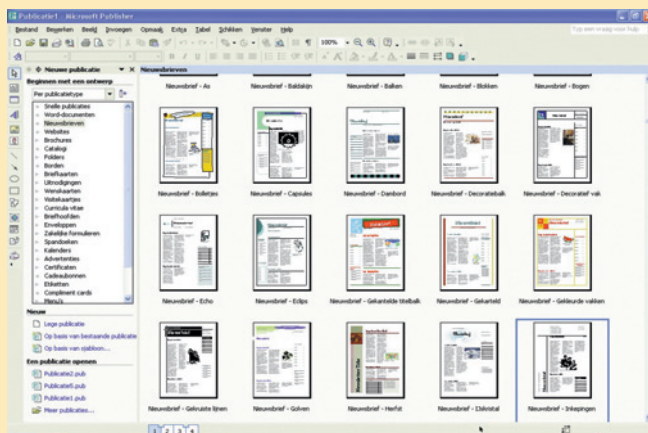 Publicatie1 - Microsoft Publisher
Bestand Bewerken Beeld Invoegen Opmaak Extra Tabel Schikken Venster Help
Typ een vraag voor hulp
100%
Nieuwe publicatie
Beginnen met een ontwerp
Per publicatietype
Snelle publicaties
Word-documenten
Nieuwsbrieven
Websites
Brochures
Catalogi
Folders
Borden
Briefkaarten
Uitnodigingen
Wenskaarten
Visitekaartjes
Curricula vitae
Briefhoofden
Enveloppen
Zakelijke formulieren
Spandoeken
Kalenders
Advertenties
Certificaten
Cadeaubonnen
Etiketten
Compliment cards
Menu's
Nieuw
Lege publicatie
Op basis van bestaande publicatie
Op basis van sjabloon...
Een publicatie openen
Publicatie2.pub
Publicatie5.pub
Publicatie1.pub
Meer publicaties...
Nieuwsbrieven
Nieuwsbrief - As
Nieuwsbrief - Baldakijn
Nieuwsbrief - Balken
Nieuwsbrief - Blokken
Nieuwsbrief - Bogen
Nieuwsbrief - Bolletjes
Nieuwsbrief - Capsules
Nieuwsbrief - Dambord
Nieuwsbrief - Decoratiebalk
Nieuwsbrief - Decoratief vak
Nieuwsbrief - Echo
Nieuwsbrief - Eclips
Nieuwsbrief - Gekantelde titelbalk
Nieuwsbrief - Gekarteld
Nieuwsbrief - Gekleurde vakken
Nieuwsbrief - Gekruiste lijnen
Nieuwsbrief - Golven
Nieuwsbrief - Herfst
Nieuwsbrief - IJskristal
Nieuwsbrief - Inkepingen
1 2 3 4